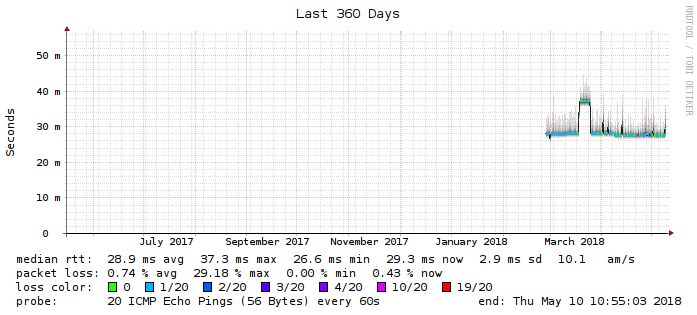 Last 360 Days
RRDTOOL / TOBI OETIKER
Seconds
50 m
40 m
30 m
20 m
10 m
0
July 2017 September 2017 November 2017 January 2018 March 2018
median rtt: 28.9 ms avg 37.3 ms max 26.6 ms min 29.3 ms now 2.9 ms sd 10.1 am/s
packet loss: 0.74 % avg 29.18 % max 0.00 % min 0.43 % now
loss color: 0 1/20 2/20 3/20 4/20 10/20 19/20
probe: 20 ICMP Echo Pings (56 Bytes) every 60s end: Thu May 10 10:55:03 2018